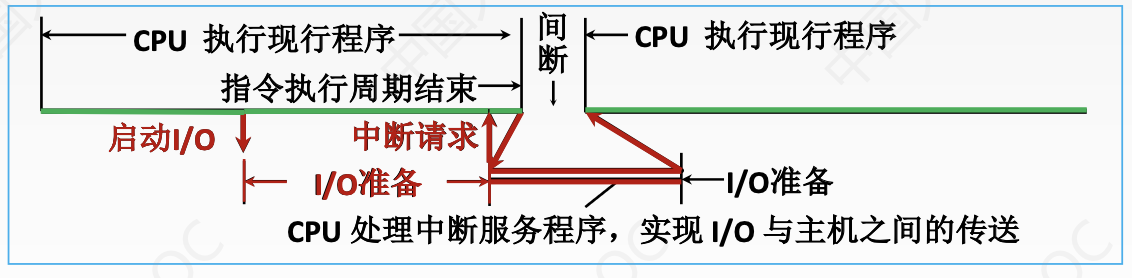 CPU 执行现行程序
间断
CPU 执行现行程序
指令执行周期结束
启动I/O
中断请求
I/O准备
I/O准备
CPU 处理中断服务程序，实现 I/O 与主机之间的传送